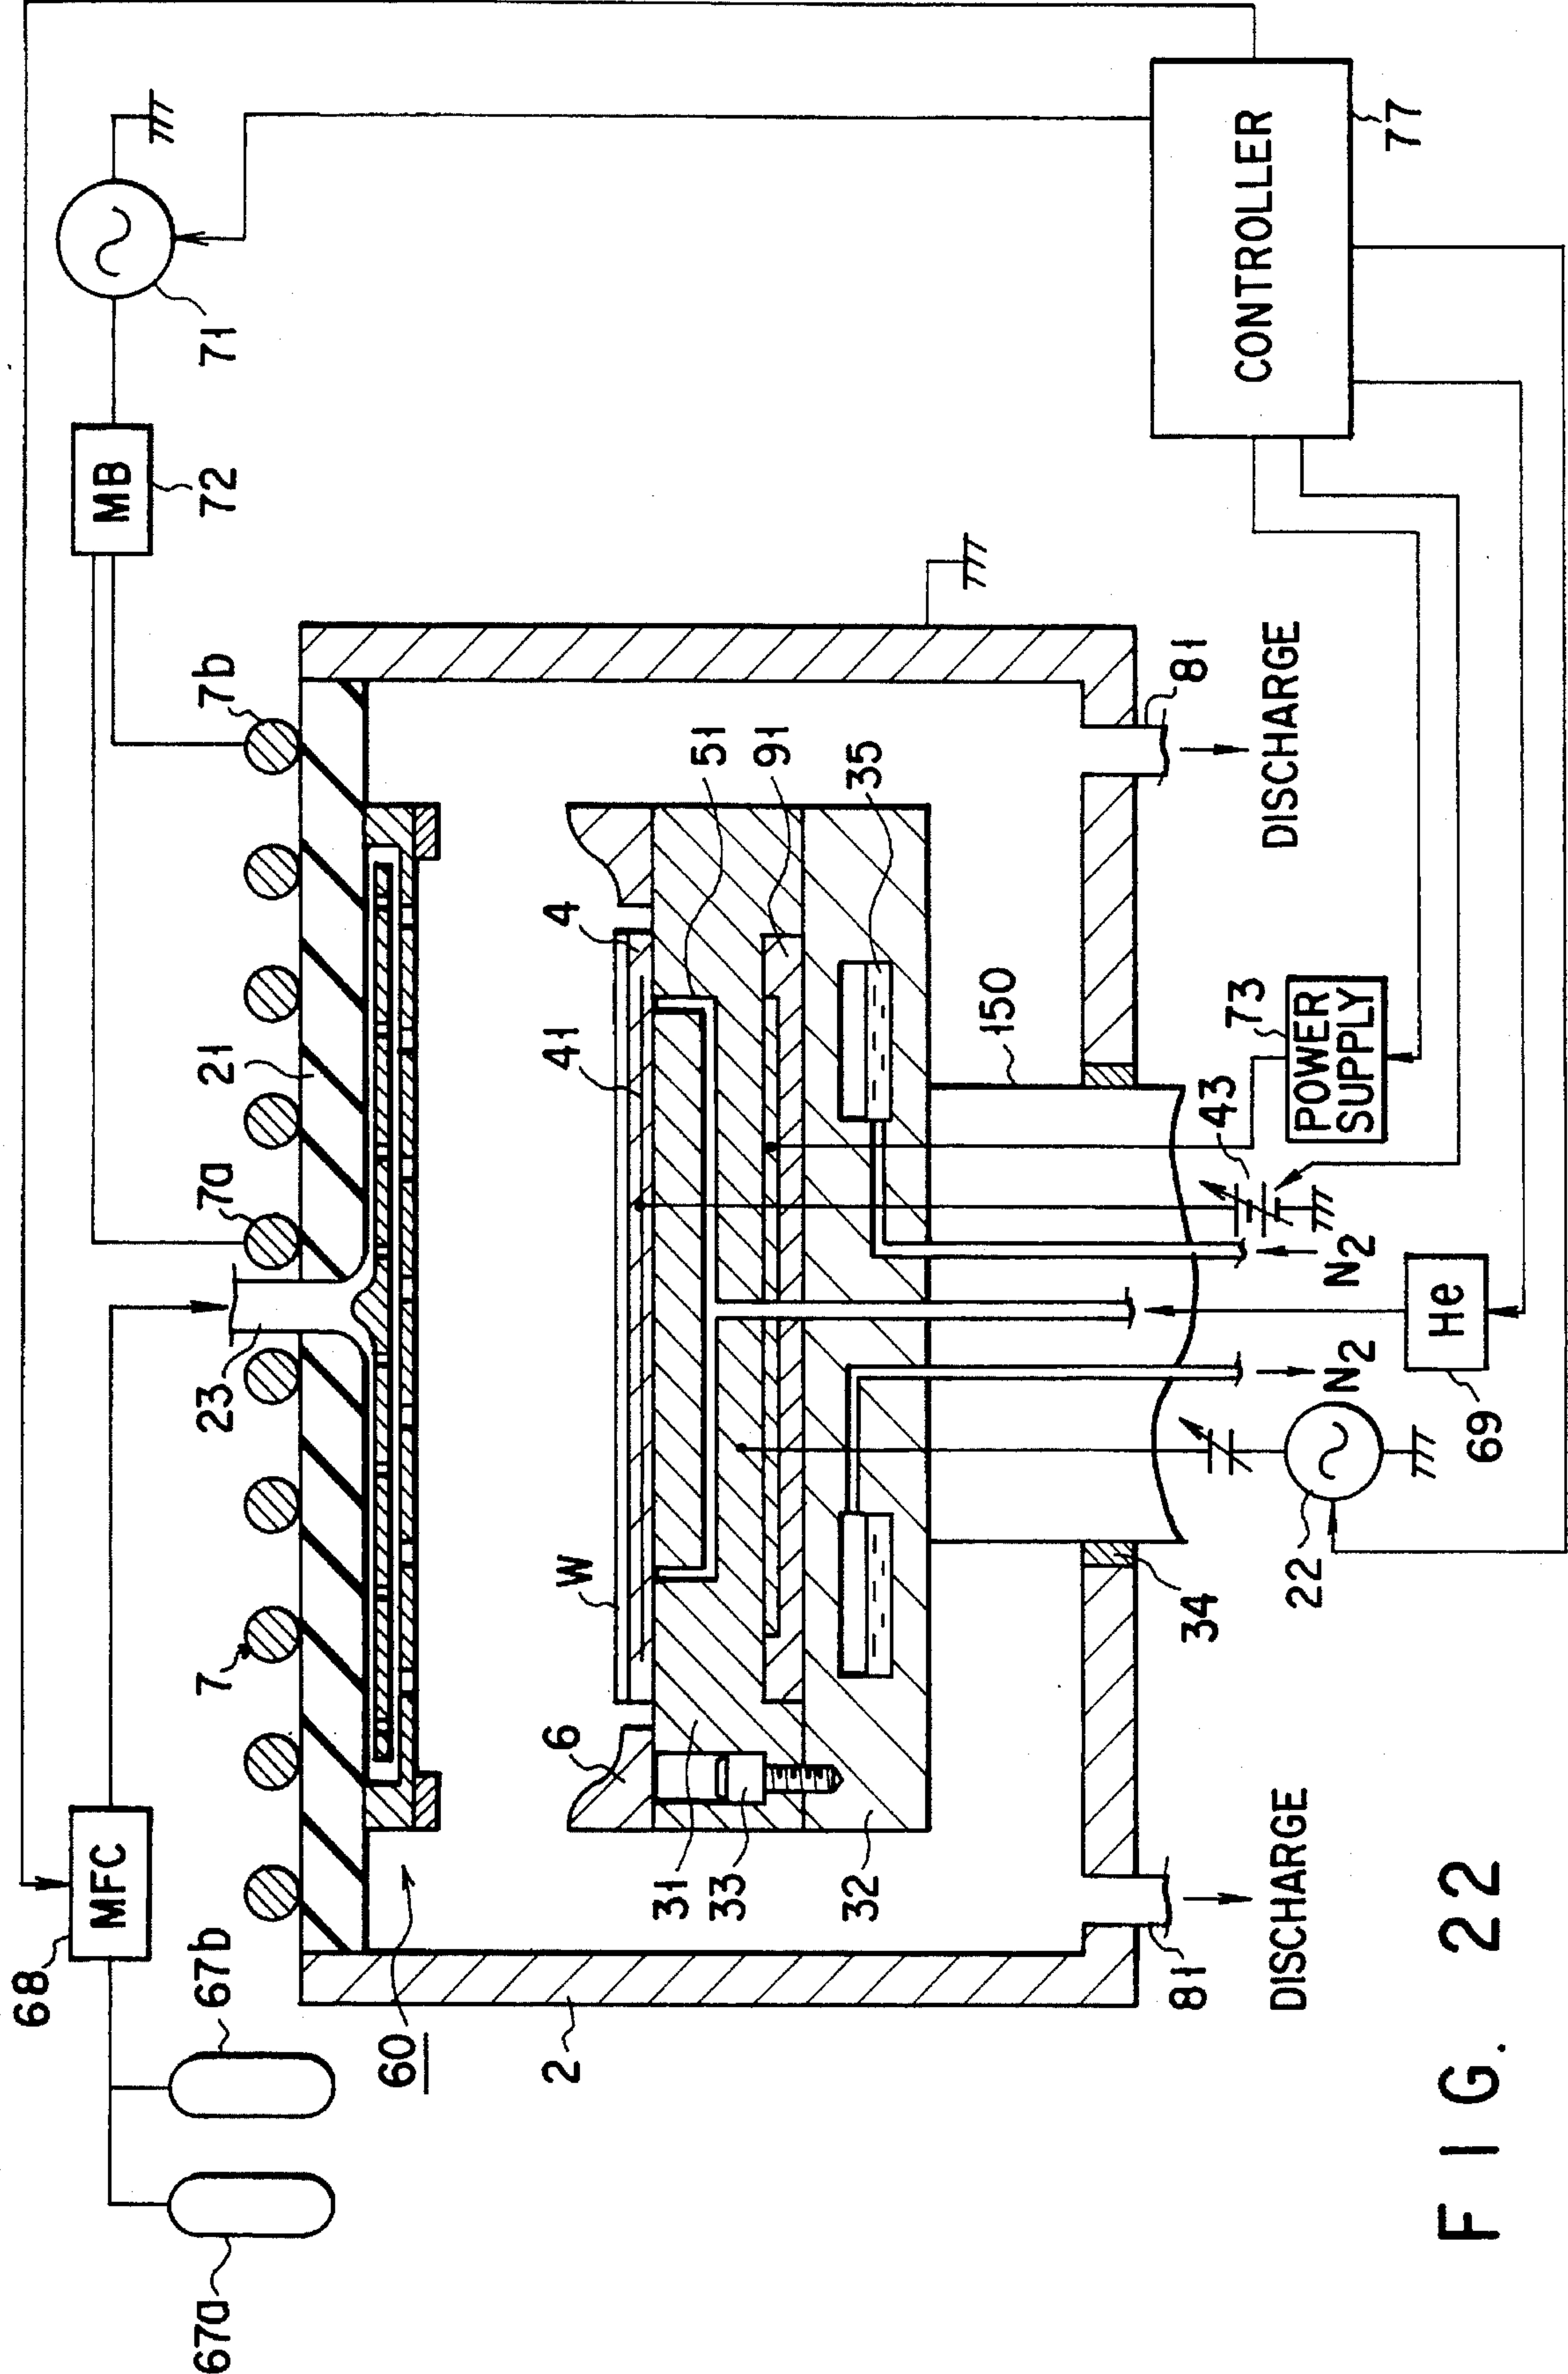 67a
67b
68
MFC
60
2
7
23
7a
21
7b
MB
72
71
W
6
41
4
51
91
35
31
33
32
150
81
DISCHARGE
81
DISCHARGE
34
22
N2
N2
He
69
43
73
POWER
SUPPLY
CONTROLLER
77
FIG. 22